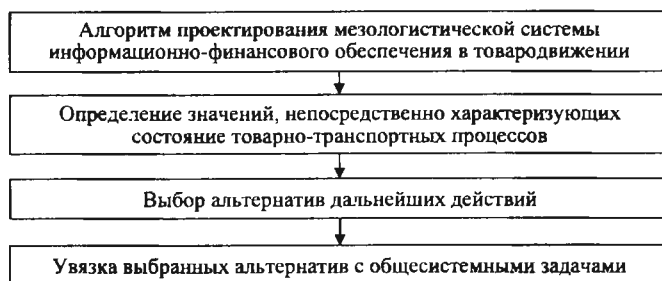 Алгоритм проектирования мезологистической системы
информационно-финансового обеспечения в товародвижении
Определение значений, непосредственно характеризующих
состояние товарно-транспортных процессов
Выбор альтернатив дальнейших действий
Увязка выбранных альтернатив с общесистемными задачами